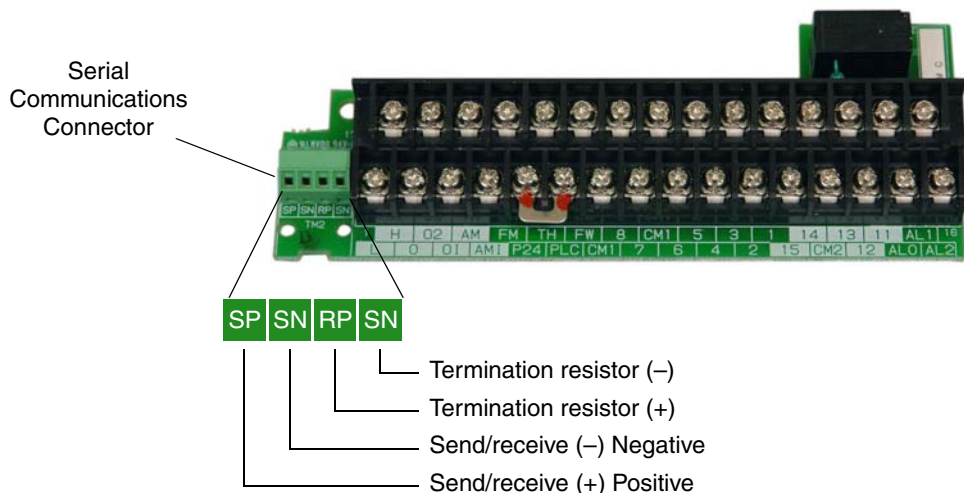 Serial
Communications
Connector
SP SN RP SN
TM2
H O2 AM FM TH FW 8 CM1 5 3 1 14 13 11 AL1 16
L O OI AMI P24 PLC CM1 7 6 4 2 15 CM2 12 AL0 AL2
SP SN RP SN
Termination resistor (–)
Termination resistor (+)
Send/receive (–) Negative
Send/receive (+) Positive